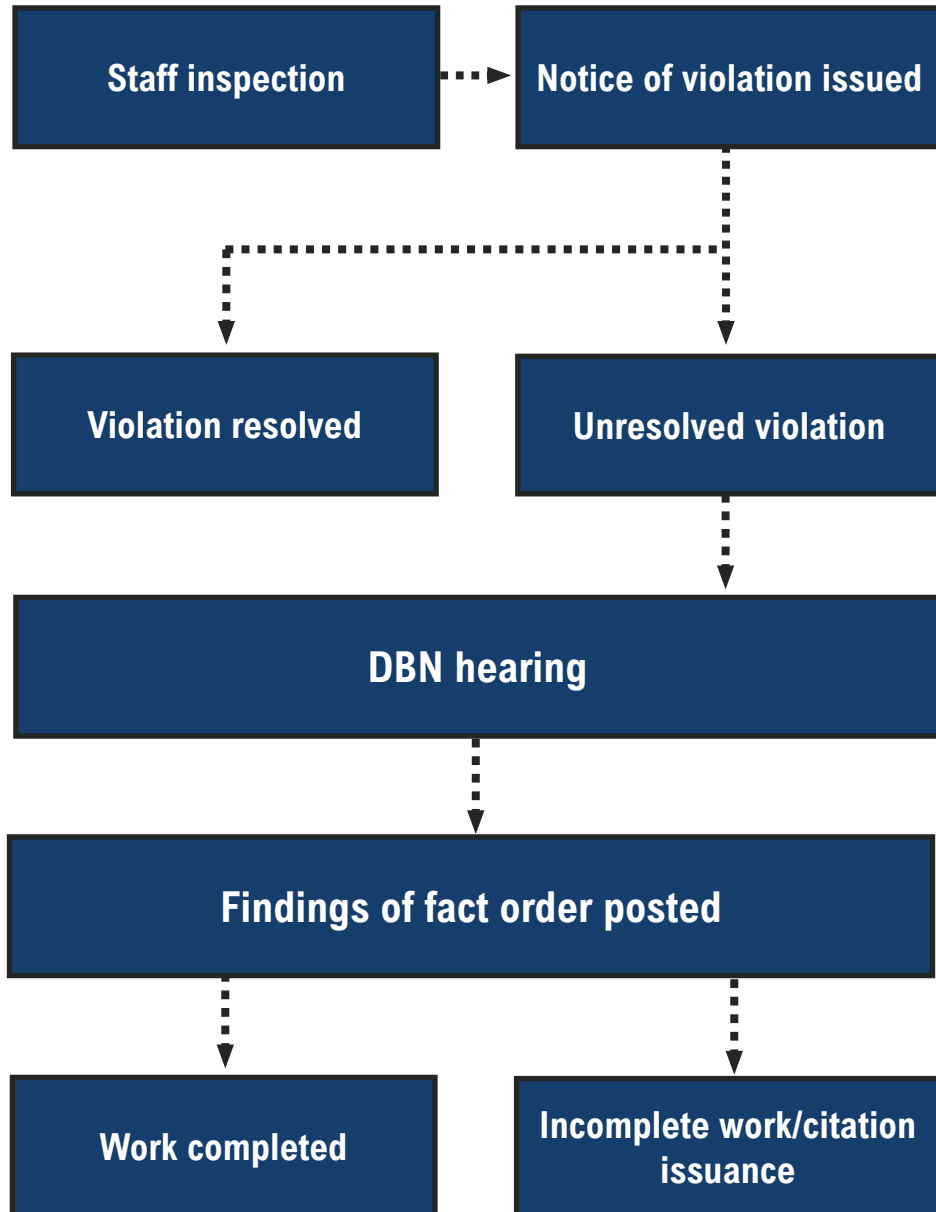 Staff inspection
Notice of violation issued
Violation resolved
Unresolved violation
DBN hearing
Findings of fact order posted
Work completed
Incomplete work/citation
issuance